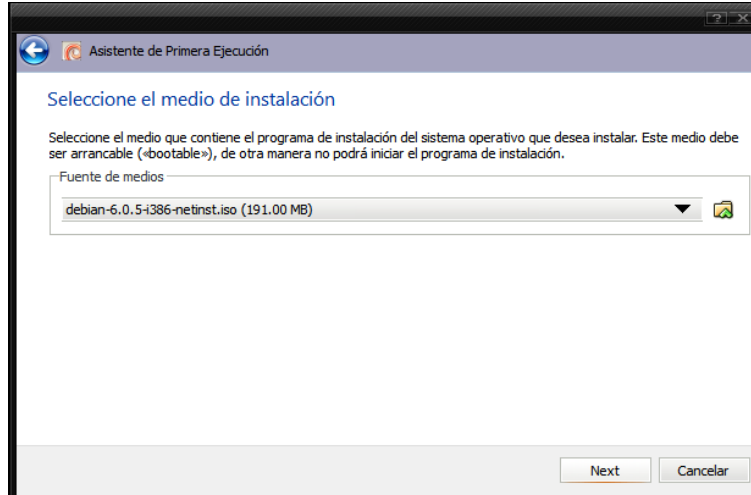 Asistente de Primera Ejecución
Seleccione el medio de instalación
Seleccione el medio que contiene el programa de instalación del sistema operativo que desea instalar. Este medio debe
ser arrancable («bootable»), de otra manera no podrá iniciar el programa de instalación.
Fuente de medios
debian-6.0.5-i386-netinst.iso (191.00 MB)
Next Cancelar